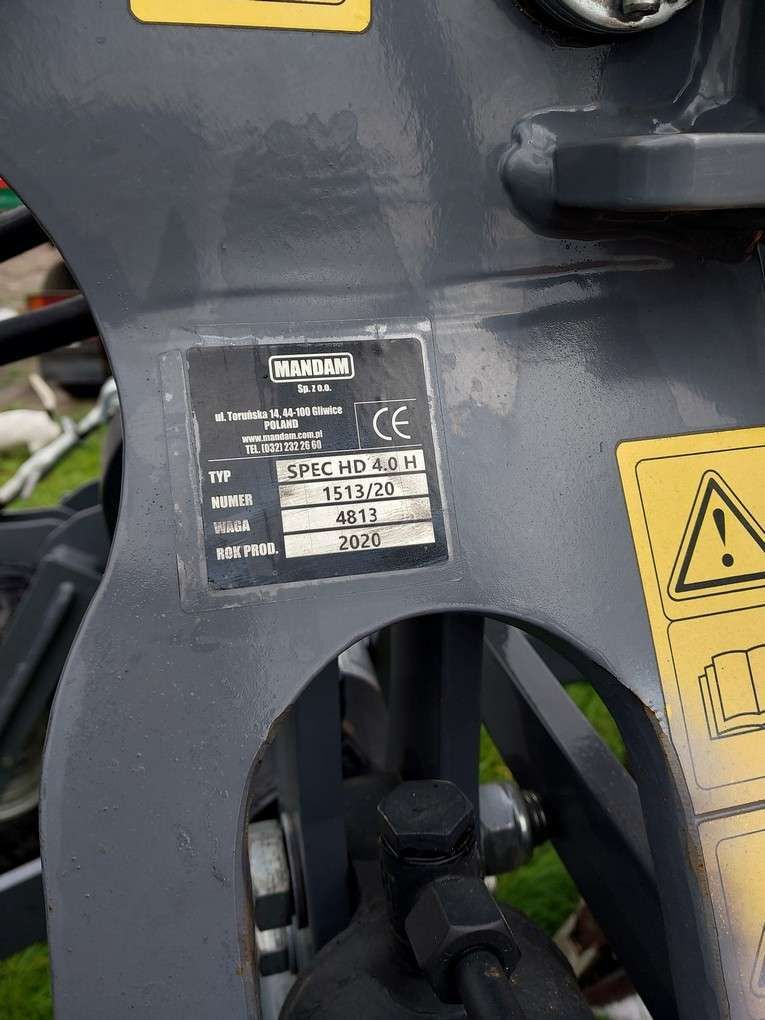 MANDAM
Sp. z o.o.
ul. Toruńska 14, 44-100 Gliwice
POLAND
www.mandam.com.pl
TEL. (032) 232 26 60
CE
TYP SPEC HD 4.0 H
NUMER 1513/20
WAGA 4813
ROK PROD. 2020